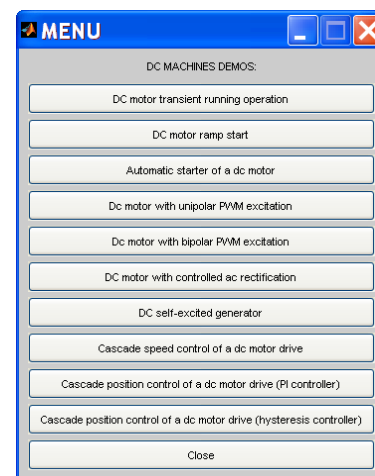 MENU
DC MACHINES DEMOS:
DC motor transient running operation
DC motor ramp start
Automatic starter of a dc motor
Dc motor with unipolar PWM excitation
Dc motor with bipolar PWM excitation
DC motor with controlled ac rectification
DC self-excited generator
Cascade speed control of a dc motor drive
Cascade position control of a dc motor drive (PI controller)
Cascade position control of a dc motor drive (hysteresis controller)
Close